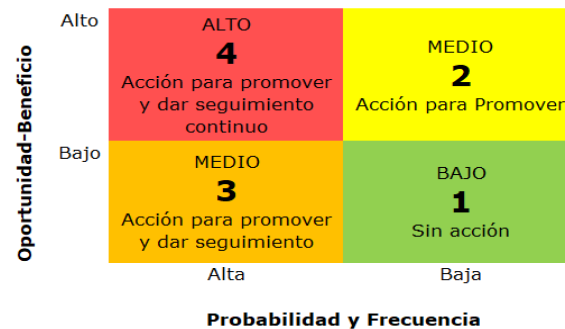 Alto
ALTO
4
Acción para promover
y dar seguimiento
continuo
MEDIO
2
Acción para Promover
Oportunidad-Beneficio
Bajo
MEDIO
3
Acción para promover
y dar seguimiento
BAJO
1
Sin acción
Alta
Baja
Probabilidad y Frecuencia